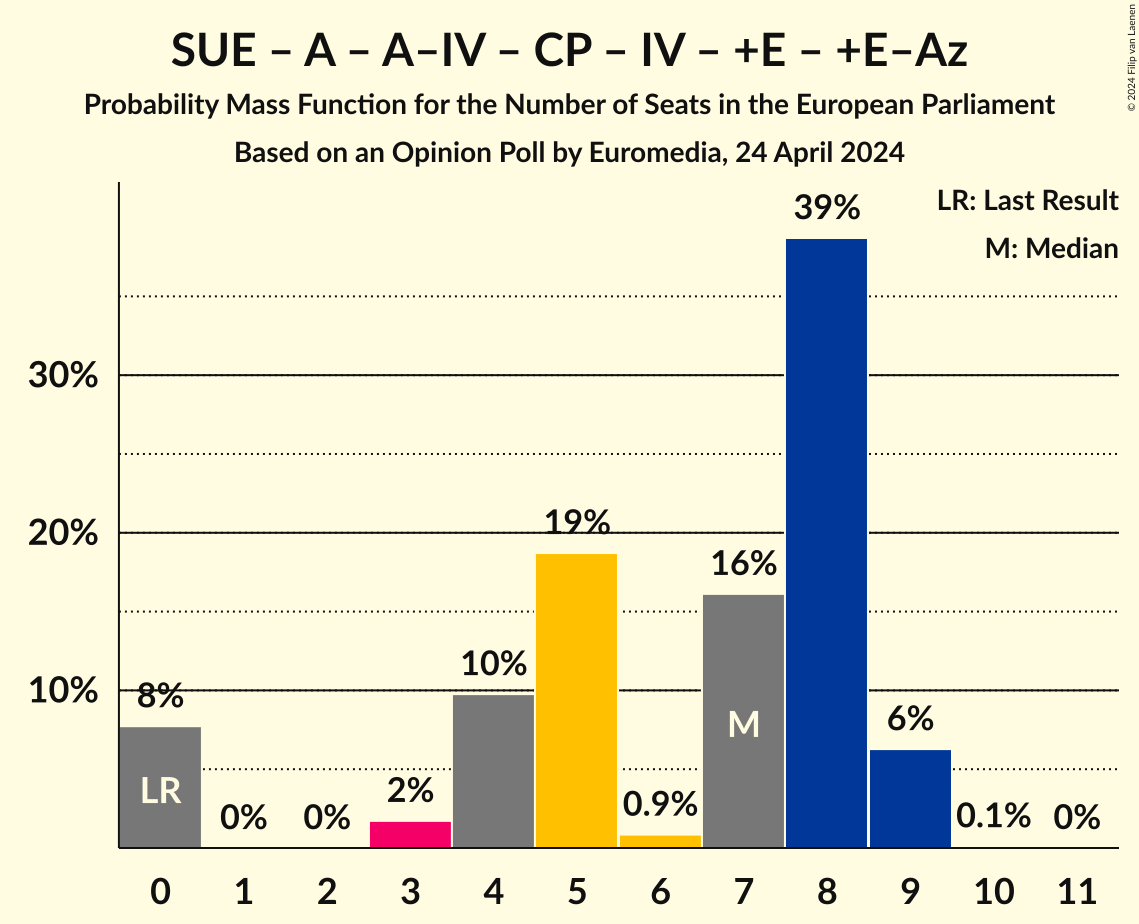 SUE – A – A–IV – CP – IV – +E – +E–Az
Probability Mass Function for the Number of Seats in the European Parliament
Based on an Opinion Poll by Euromedia, 24 April 2024
© 2024 Filip van Laenen
LR: Last Result
M: Median
39%
30%
20%
19%
16%
10%
10%
8%
6%
M
LR
2%
0.9%
0%
0%
0.1%
0%
0 1 2 3 4 5 6 7 8 9 10 11